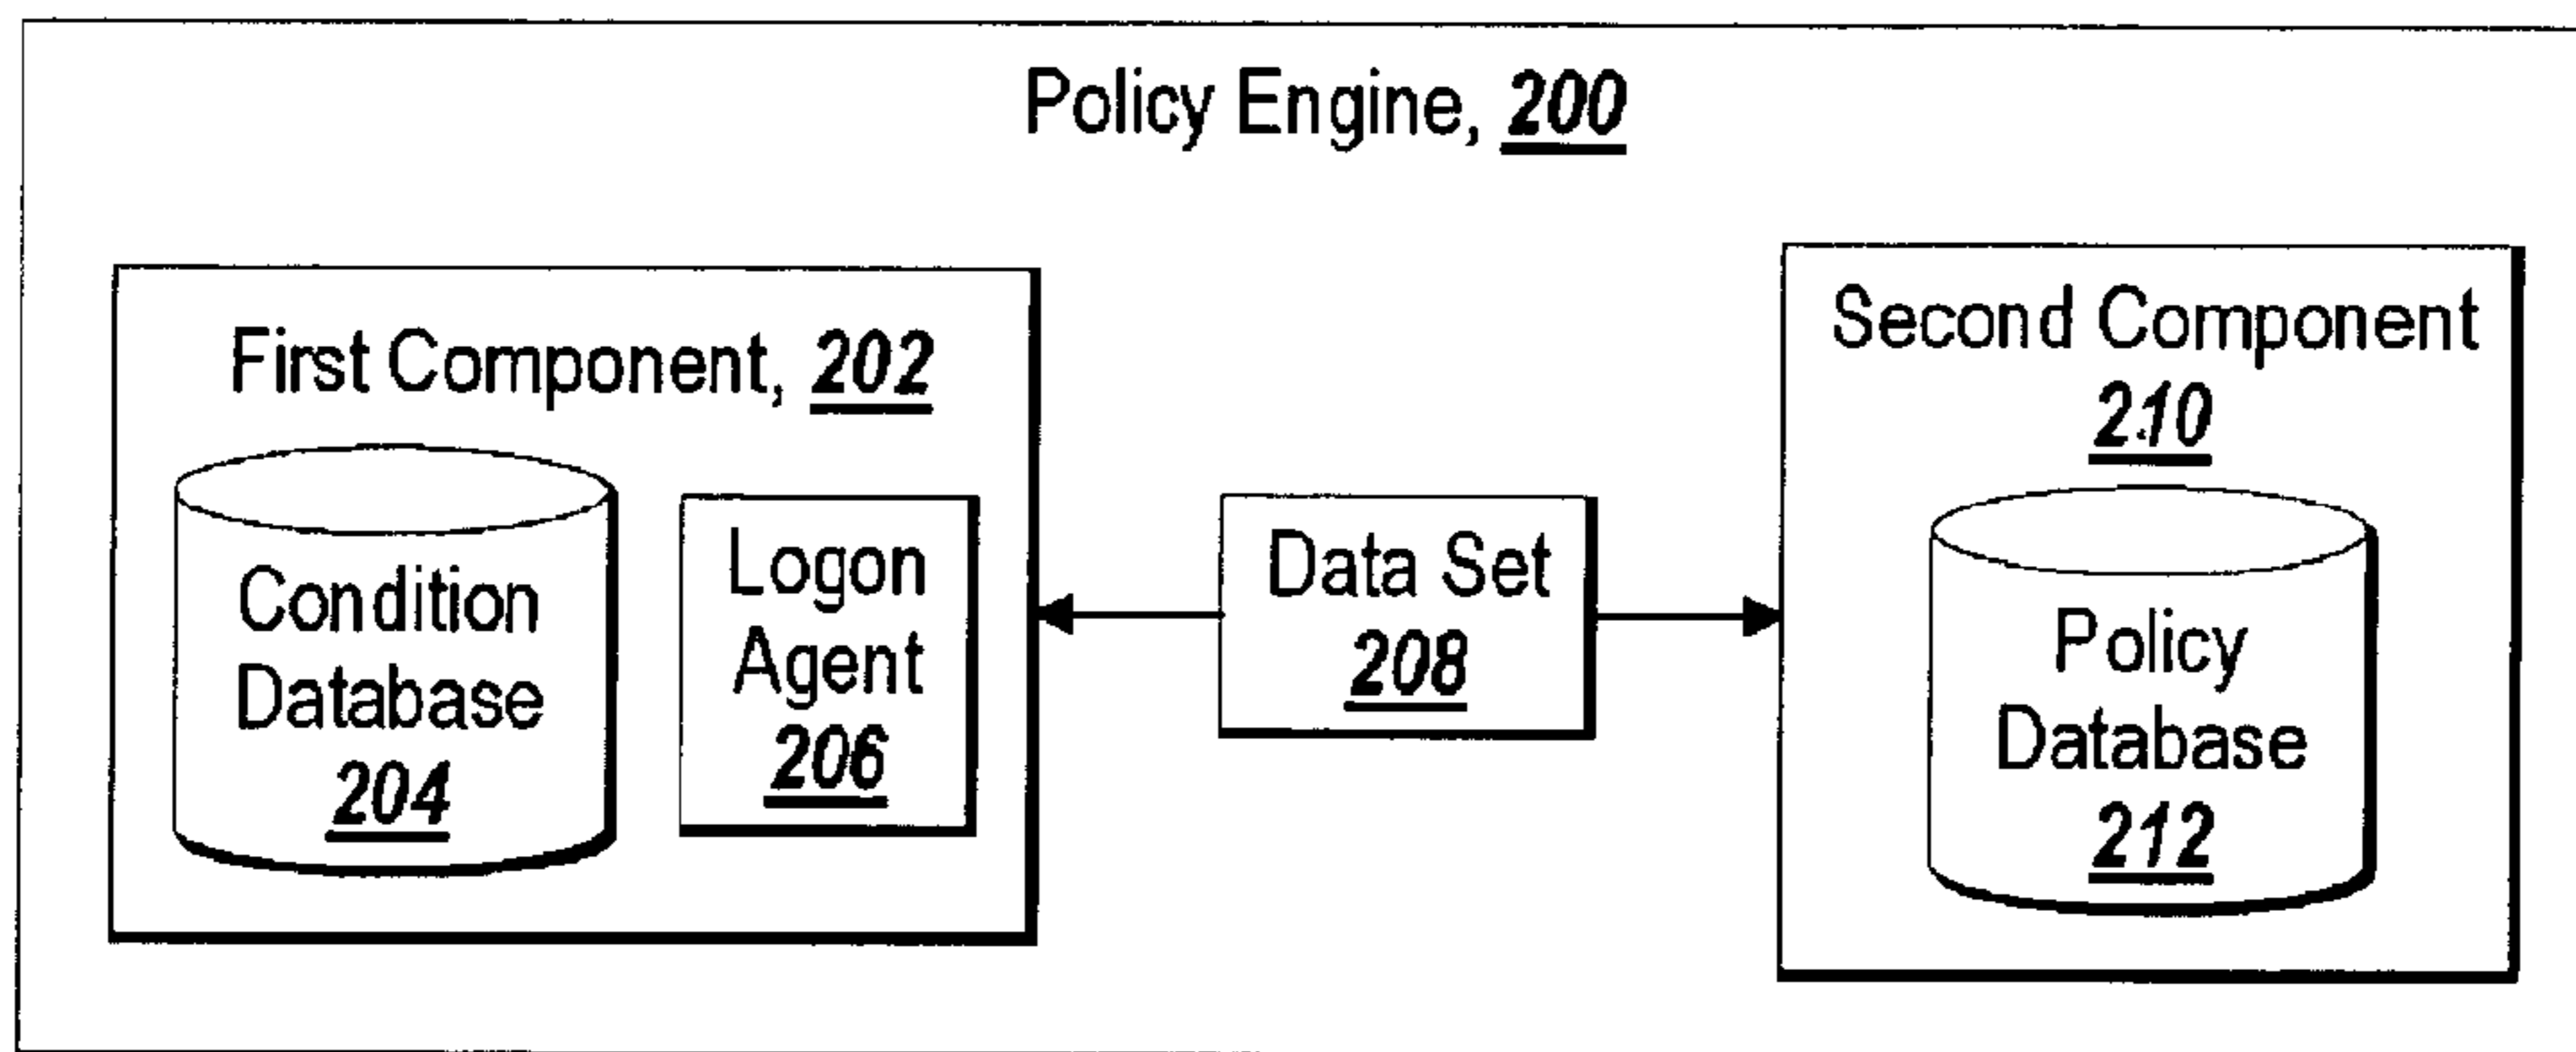 Policy Engine, 200
First Component, 202
Condition
Database
204
Logon
Agent
206
Data Set
208
Second Component
210
Policy
Database
212